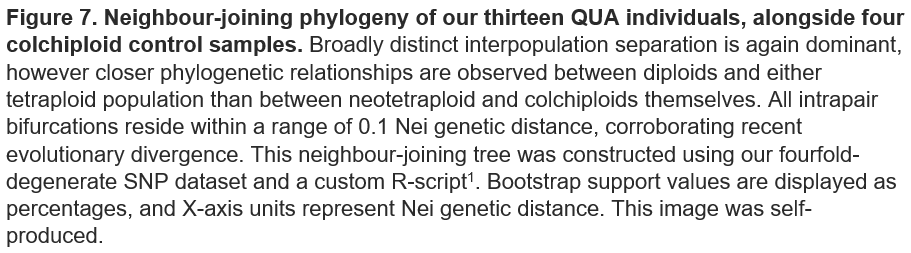 Figure 7. Neighbour-joining phylogeny of our thirteen QUA individuals, alongside four
colchiploid control samples. Broadly distinct interpopulation separation is again dominant,
however closer phylogenetic relationships are observed between diploids and either
tetraploid population than between neotetraploid and colchiploids themselves. All intrapair
bifurcations reside within a range of 0.1 Nei genetic distance, corroborating recent
evolutionary divergence. This neighbour-joining tree was constructed using our fourfold-
degenerate SNP dataset and a custom R-script¹. Bootstrap support values are displayed as
percentages, and X-axis units represent Nei genetic distance. This image was self-
produced.